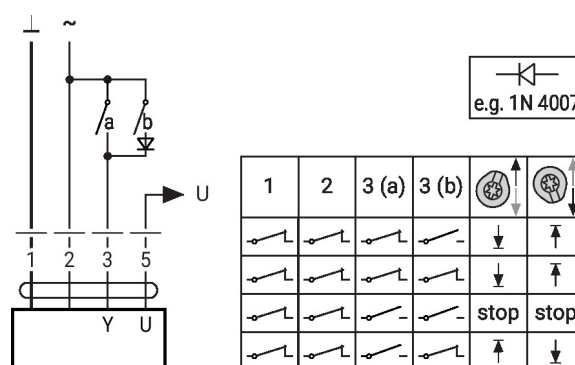 ⊥ ~
e.g. 1N 4007
a b
U
1 2 3 (a) 3 (b)
1 2 3 5
Y U
stop stop